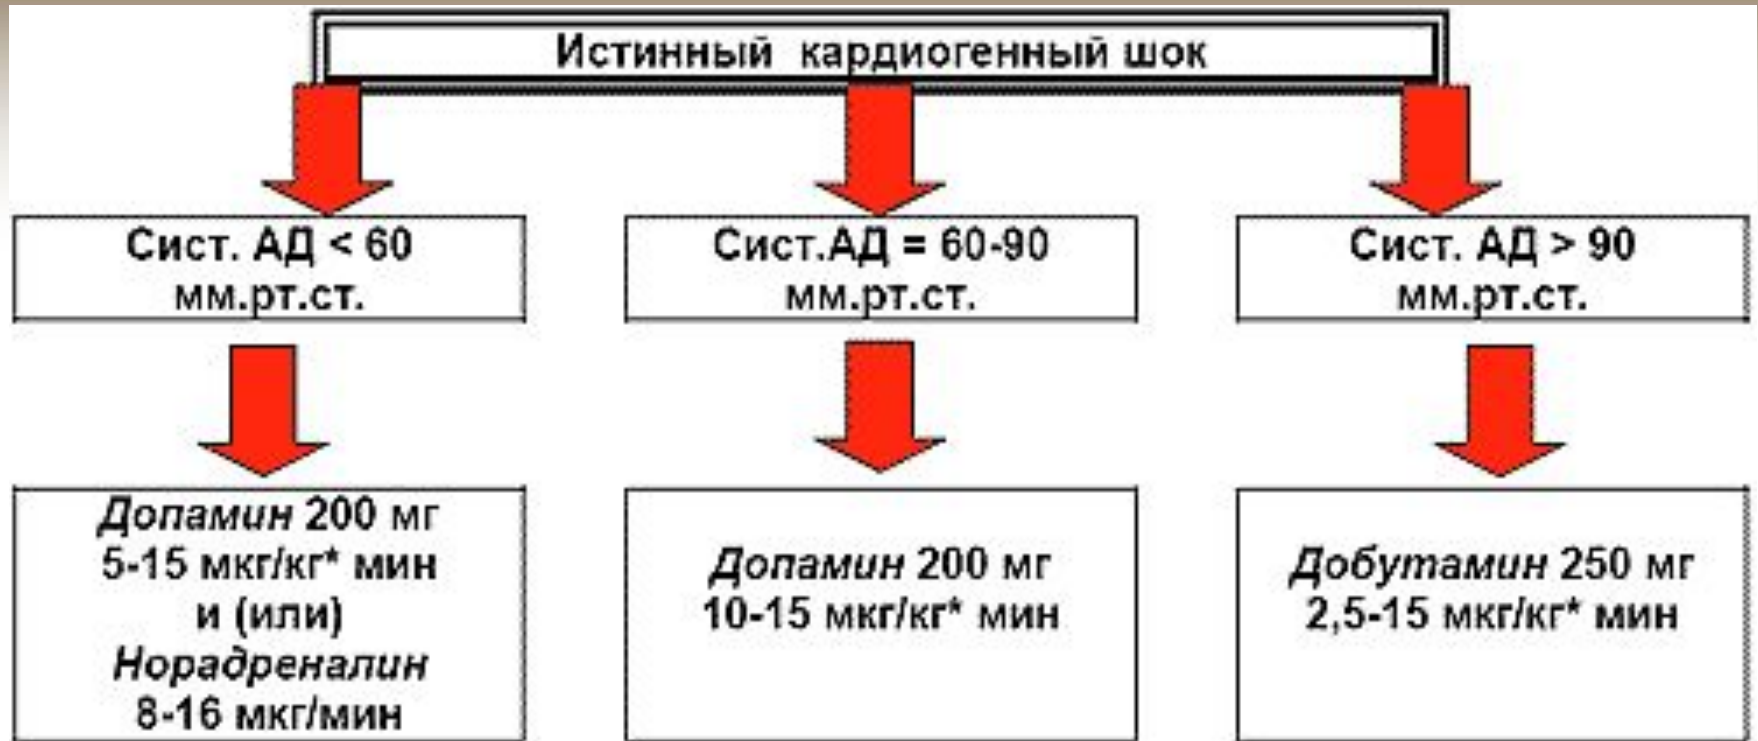 Истинный кардиогенный шок
Сист. АД < 60
мм.рт.ст.
Сист.АД = 60-90
мм.рт.ст.
Сист. АД > 90
мм.рт.ст.
Допамин 200 мг
5-15 мкг/кг* мин
и (или)
Норадреналин
8-16 мкг/мин
Допамин 200 мг
10-15 мкг/кг* мин
Добутамин 250 мг
2,5-15 мкг/кг* мин